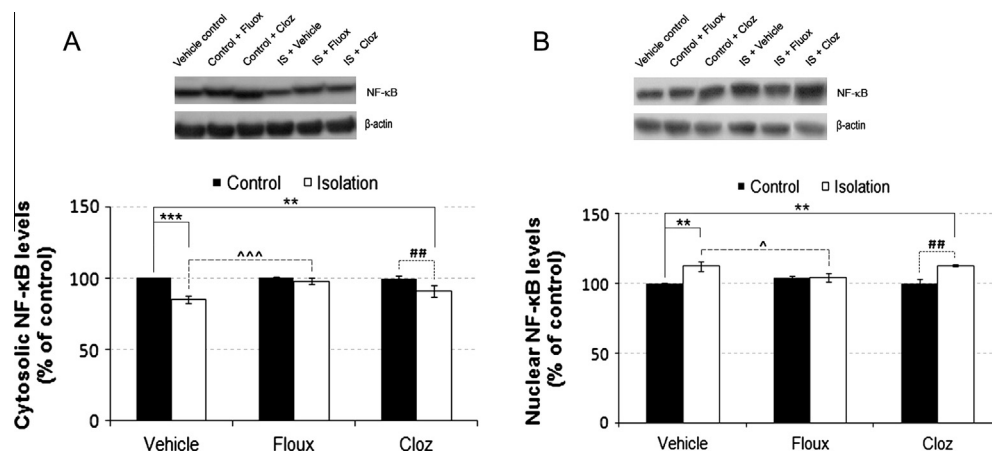 A
Vehicle control
Control + Fluox
Control + Cloz
IS + Vehicle
IS + Fluox
IS + Cloz
NF-κB
β-actin
■ Control □ Isolation
Cytosolic NF-κB levels
(% of control)
150
100
50
0
**
***
^^^
##
Vehicle Floux Cloz
B
Vehicle control
Control + Fluox
Control + Cloz
IS + Vehicle
IS + Fluox
IS + Cloz
NF-κB
β-actin
■ Control □ Isolation
Nuclear NF-κB levels
(% of control)
150
100
50
0
**
**
^
##
Vehicle Floux Cloz